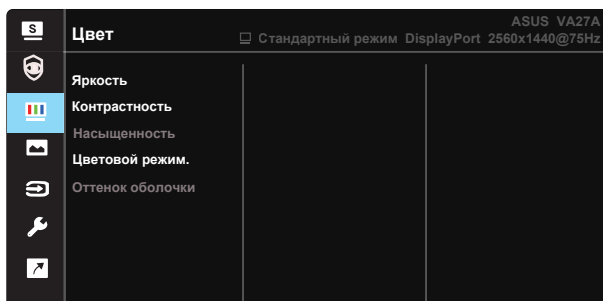 S
Цвет
ASUS VA27A
Стандартный режим DisplayPort 2560x1440@75Hz
Яркость
Контрастность
Насыщенность
Цветовой режим.
Оттенок оболочки